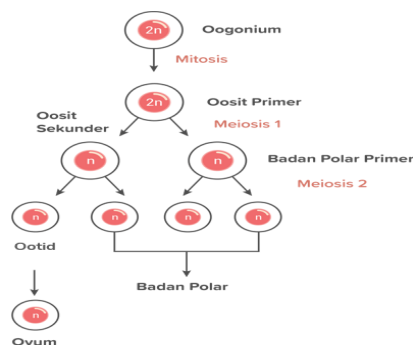 2n
Oogonium
Mitosis
2n
Oosit Primer
Oosit
Sekunder
Meiosis 1
n
n
Badan Polar Primer
Meiosis 2
n
n
n
n
Ootid
Badan Polar
n
Ovum